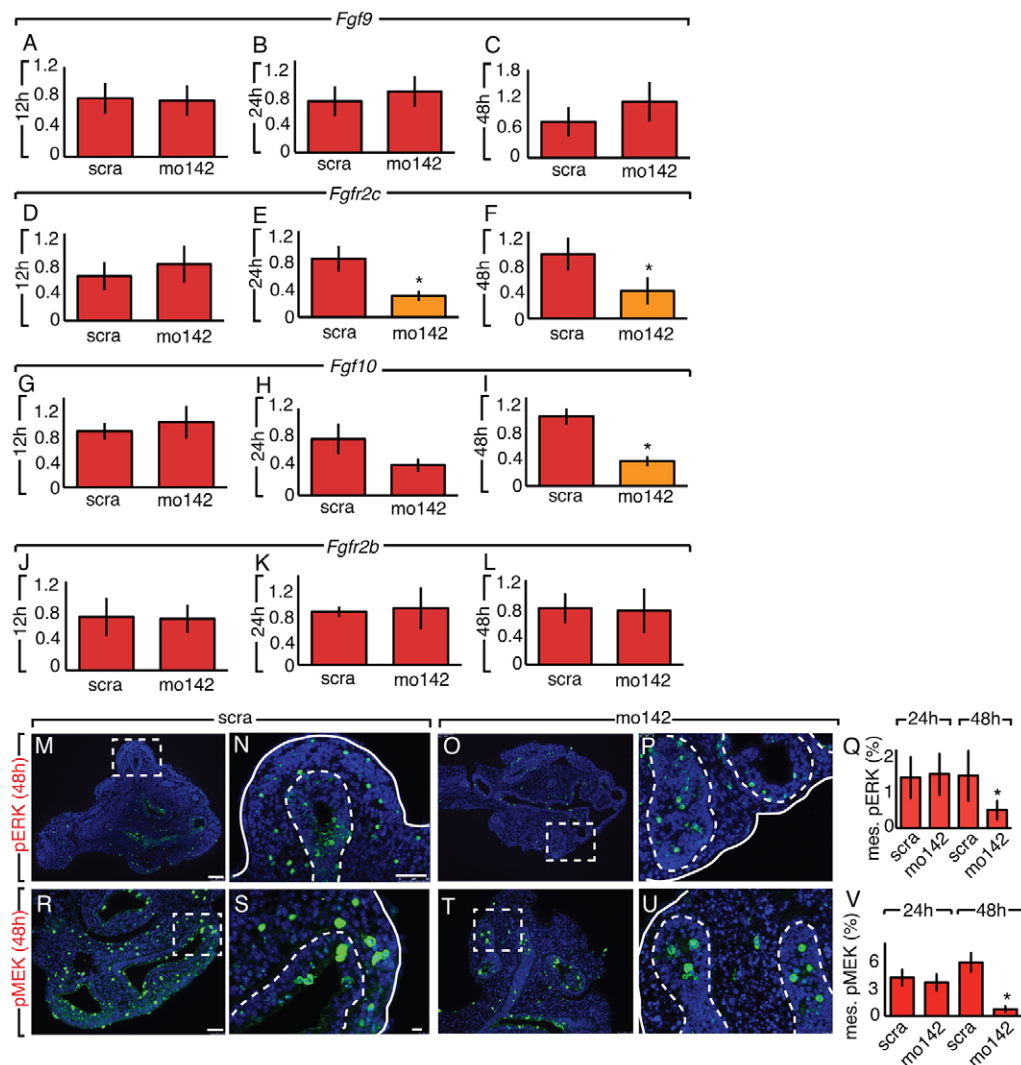 Fgf9
A B C
12h 1.2 0.8 0.4 0
24h 1.2 0.8 0.4 0
48h 1.8 1.2 0.6 0
scra mo142 scra mo142 scra mo142
Fgfr2c
D E F
12h 1.2 0.8 0.4 0
24h 1.2 0.8 0.4 0 *
48h 1.2 0.8 0.4 0 *
scra mo142 scra mo142 scra mo142
Fgf10
G H I
12h 1.2 0.8 0.4 0
24h 1.2 0.8 0.4 0
48h 1.2 0.8 0.4 0 *
scra mo142 scra mo142 scra mo142
Fgfr2b
J K L
12h 1.2 0.8 0.4 0
24h 1.2 0.8 0.4 0
48h 1.2 0.8 0.4 0
scra mo142 scra mo142 scra mo142
scra mo142
pERK (48h)
M N O P
Q
24h 48h
mes. pERK (%)
2 1 0 *
scra mo142 scra mo142
pMEK (48h)
R S T U
V
24h 48h
mes. pMEK (%)
6 3 0 *
scra mo142 scra mo142